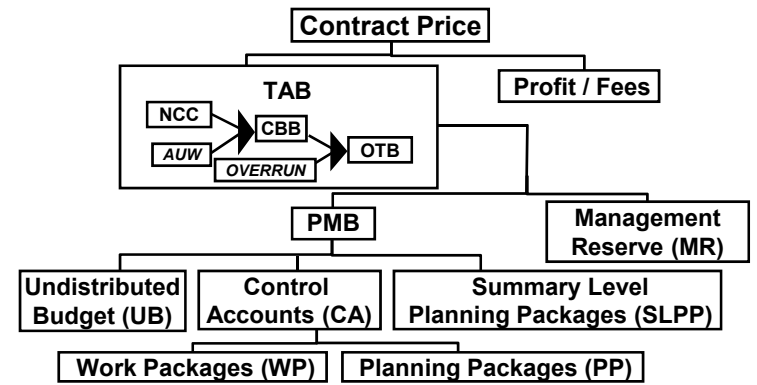 Contract Price
TAB
Profit / Fees
NCC
CBB
AUW
OVERRUN
OTB
PMB
Management
Reserve (MR)
Undistributed
Budget (UB)
Control
Accounts (CA)
Summary Level
Planning Packages (SLPP)
Work Packages (WP)
Planning Packages (PP)